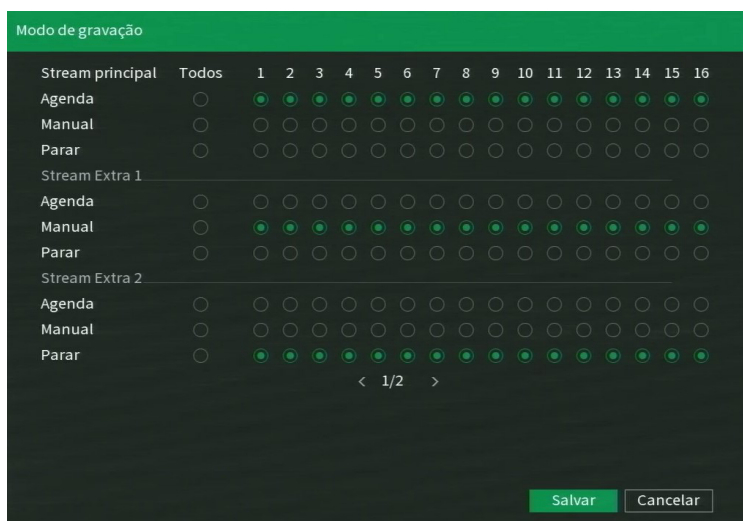 Modo de gravação
Stream principal Todos 1 2 3 4 5 6 7 8 9 10 11 12 13 14 15 16
Agenda
Manual
Parar
Stream Extra 1
Agenda
Manual
Parar
Stream Extra 2
Agenda
Manual
Parar
< 1/2 >
Salvar Cancelar